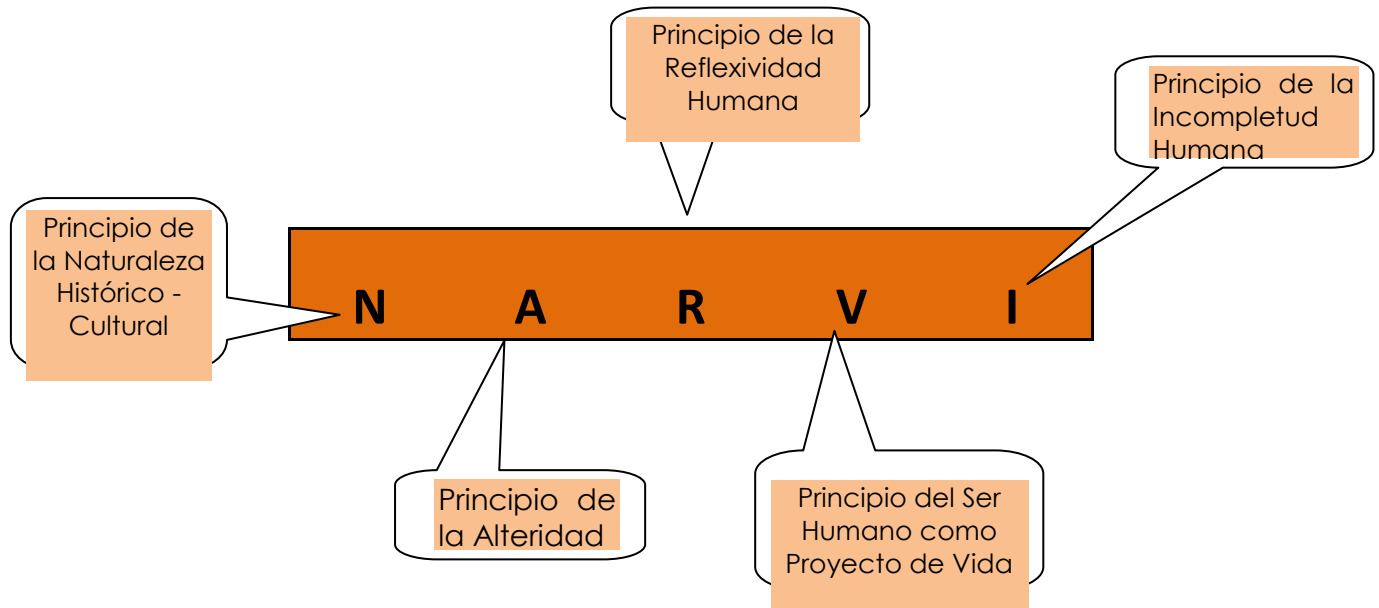 Principio de la
Reflexividad
Humana
Principio de la
Incompletud
Humana
Principio de
la Naturaleza
Histórico -
Cultural
N A R V I
Principio de
la Alteridad
Principio del Ser
Humano como
Proyecto de Vida